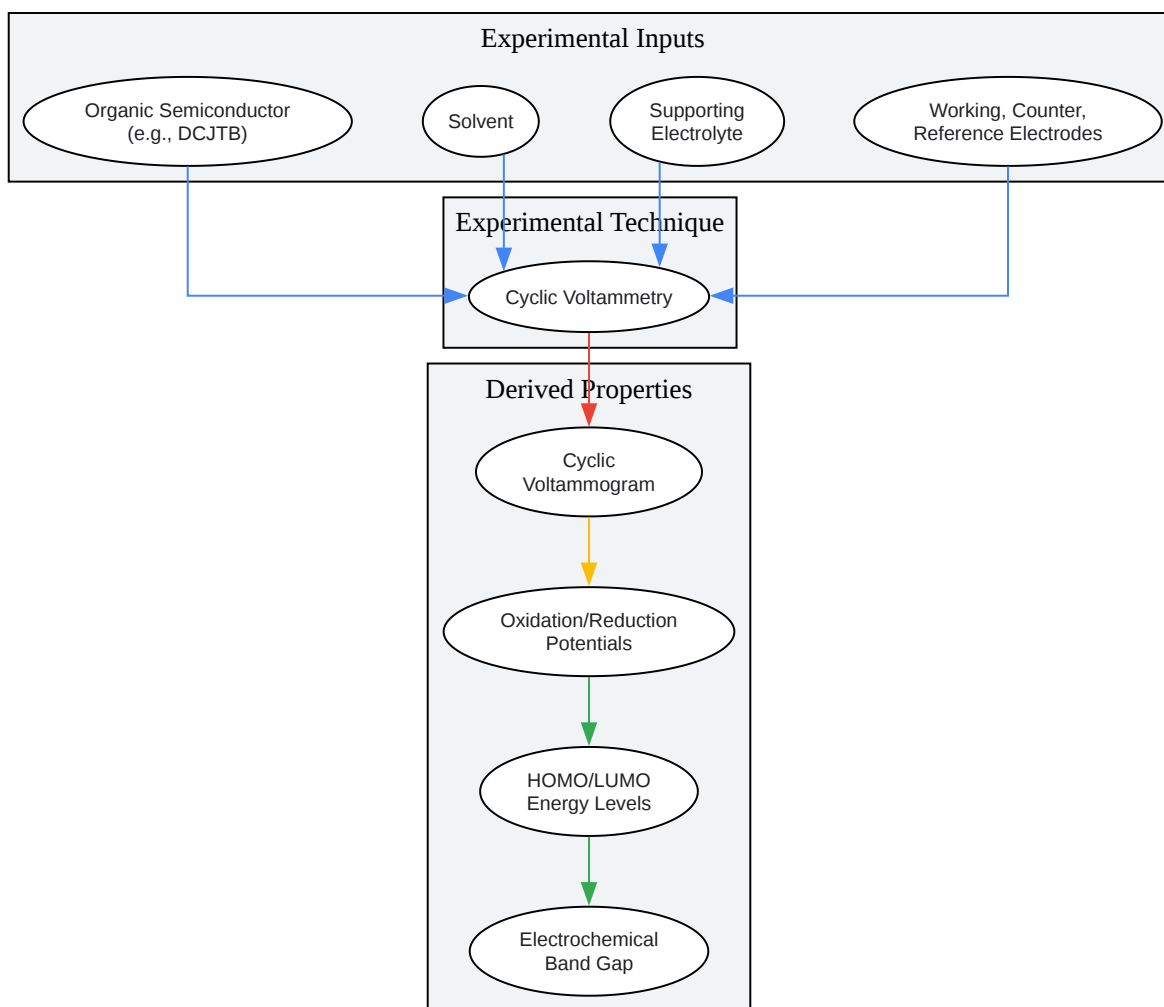 Experimental Inputs
Organic Semiconductor
(e.g., DCJTB)
Solvent
Supporting
Electrolyte
Working, Counter,
Reference Electrodes
Experimental Technique
Cyclic Voltammetry
Derived Properties
Cyclic
Voltammogram
Oxidation/Reduction
Potentials
HOMO/LUMO
Energy Levels
Electrochemical
Band Gap